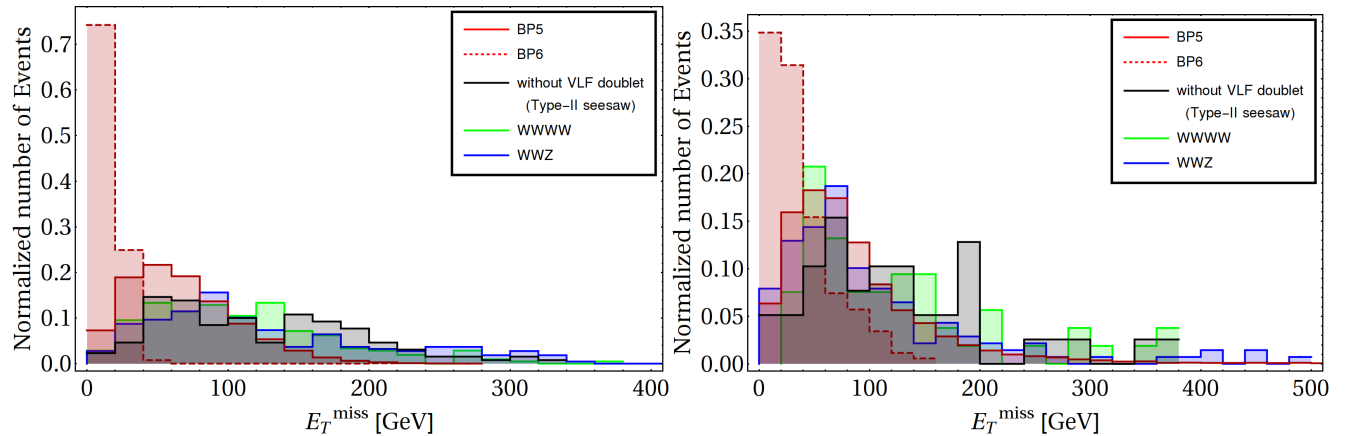 Normalized number of Events
0.7
0.6
0.5
0.4
0.3
0.2
0.1
0.0
BP5
BP6
without VLF doublet
(Type-II seesaw)
WWWW
WWZ
0
100
200
300
400
E_T^miss [GeV]
Normalized number of Events
0.35
0.30
0.25
0.20
0.15
0.10
0.05
0.00
BP5
BP6
without VLF doublet
(Type-II seesaw)
WWWW
WWZ
0
100
200
300
400
500
E_T^miss [GeV]